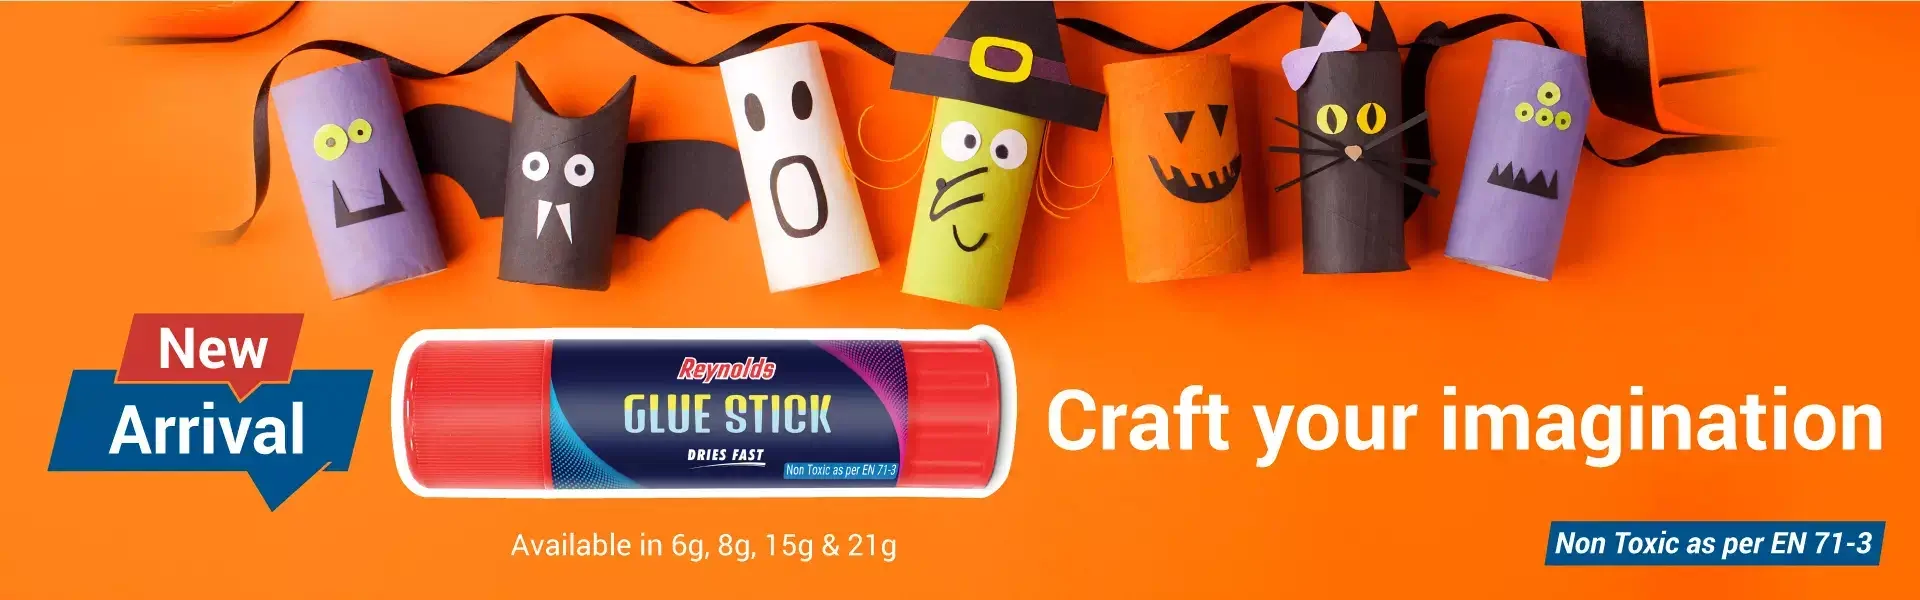 New
Arrival
Reynolds
GLUE STICK
DRIES FAST
Non Toxic as per EN 71-3
Available in 6g, 8g, 15g & 21g
Craft your imagination
Non Toxic as per EN 71-3